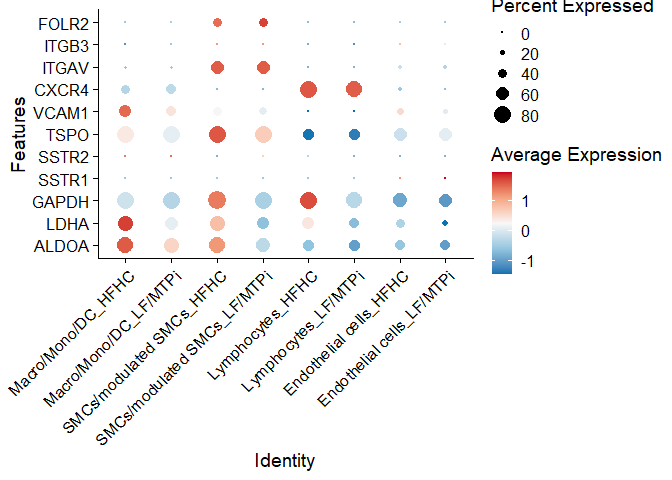 Percent Expressed
0
20
40
60
80
Average Expression
1
0
-1
Features
FOLR2
ITGB3
ITGAV
CXCR4
VCAM1
TSPO
SSTR2
SSTR1
GAPDH
LDHA
ALDOA
Macro/Mono/DC_HFHC
Macro/Mono/DC_LF/MTPi
SMCs/modulated SMCs_HFHC
SMCs/modulated SMCs_LF/MTPi
Lymphocytes_HFHC
Lymphocytes_LF/MTPi
Endothelial cells_HFHC
Endothelial cells_LF/MTPi
Identity